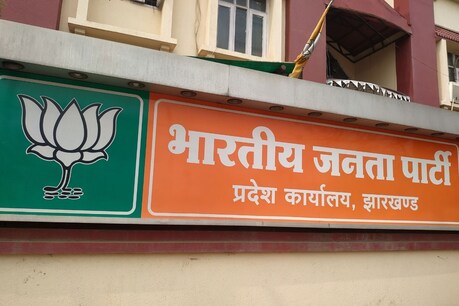 भारतीय जनता पार्टी
प्रदेश कार्यालय, झारखण्ड